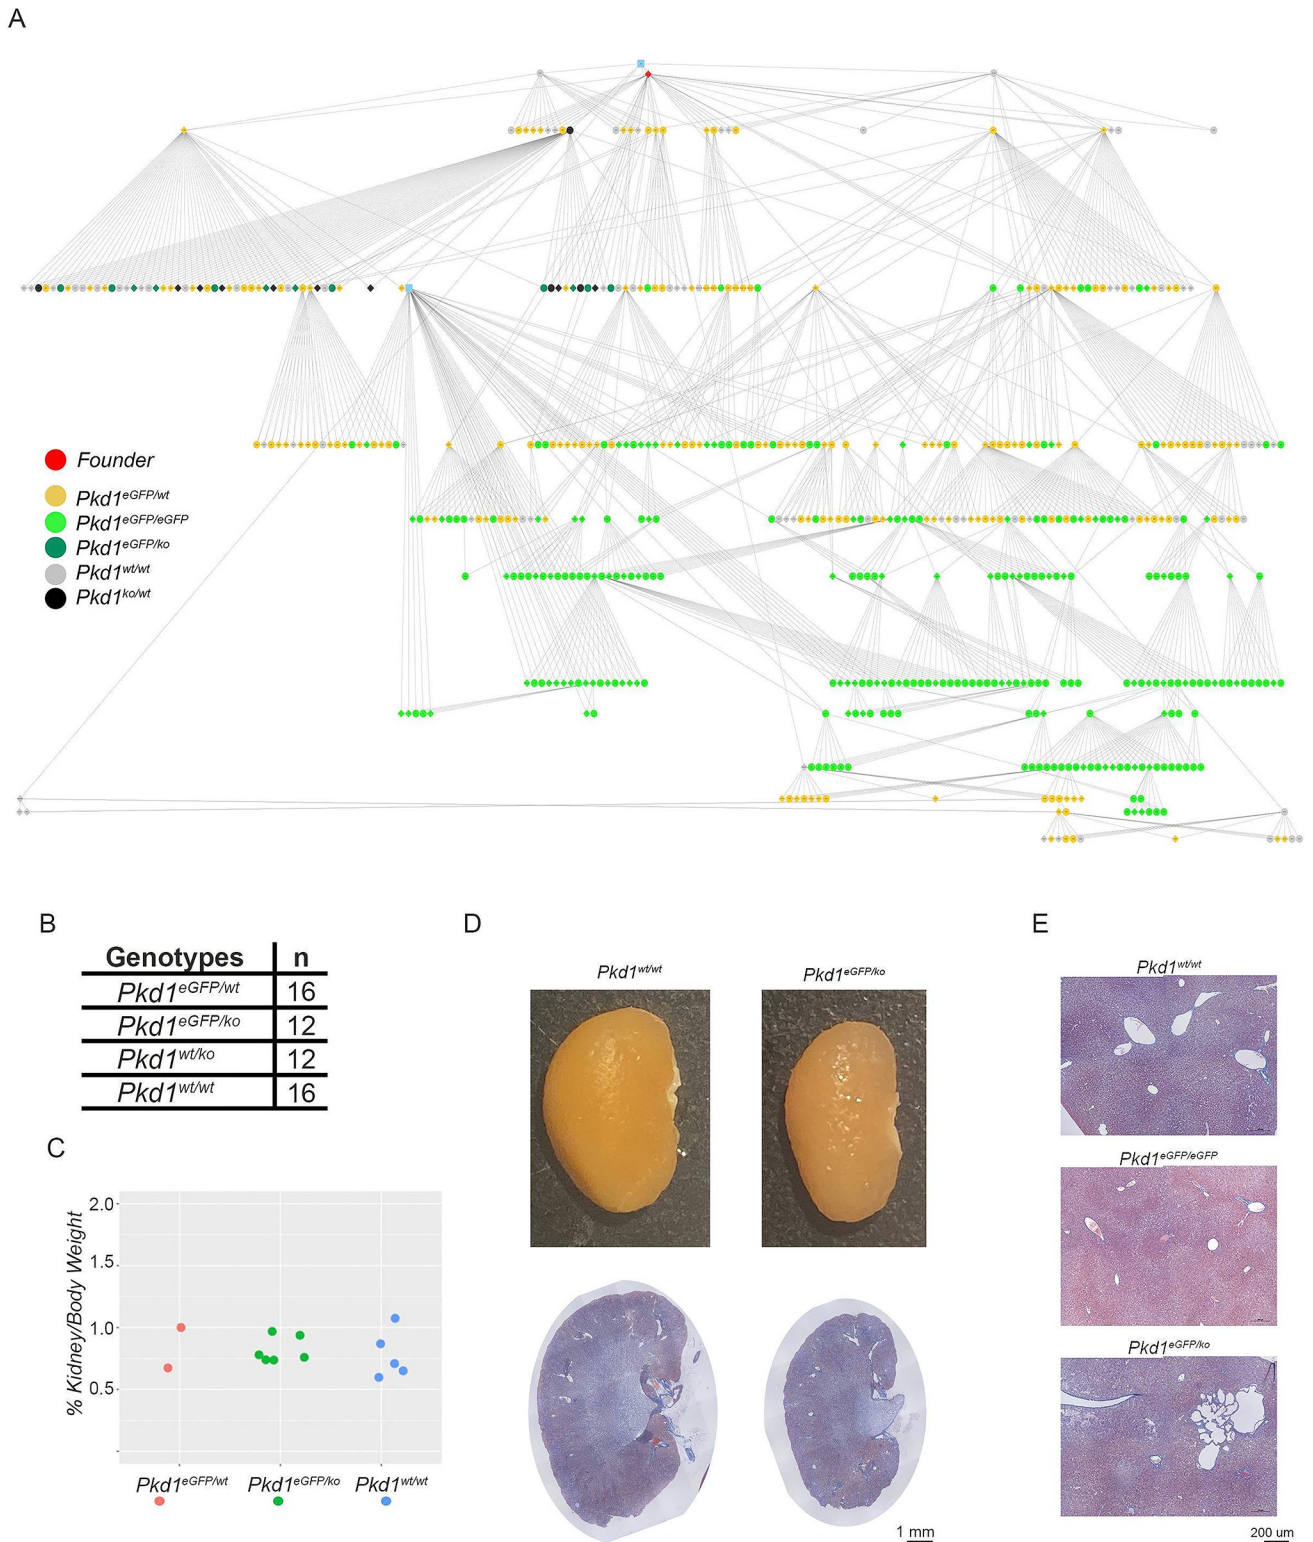 A
Founder
Pkd1eGFP/wt
Pkd1eGFP/eGFP
Pkd1eGFP/ko
Pkd1wt/wt
Pkd1ko/wt
B
Genotypes n
Pkd1eGFP/wt 16
Pkd1eGFP/ko 12
Pkd1wt/ko 12
Pkd1wt/wt 16
C
% Kidney/Body Weight
2.0
1.5
1.0
0.5
Pkd1eGFP/wt Pkd1eGFP/ko Pkd1wt/wt
D
Pkd1wt/wt Pkd1eGFP/ko
1 mm
E
Pkd1wt/wt
Pkd1eGFP/eGFP
Pkd1eGFP/ko
200 um